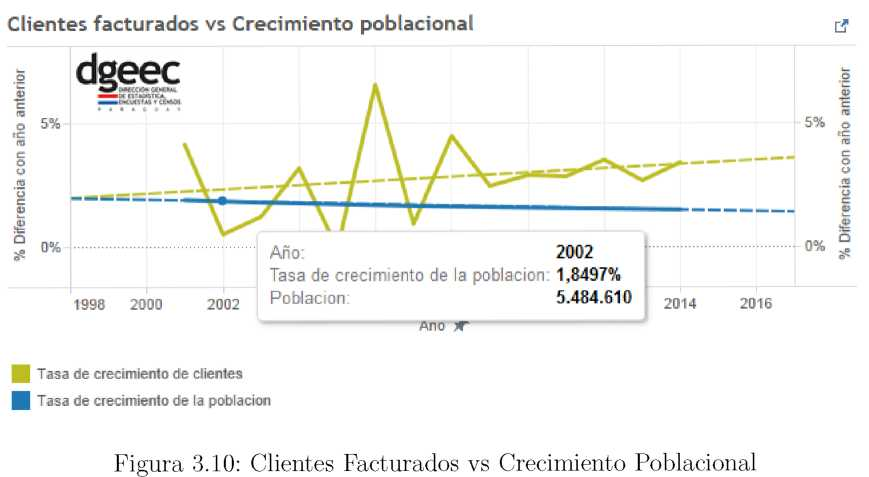 Clientes facturados vs Crecimiento poblacional
% Diferencia con año anterior
dgeec
DIRECCIÓN GENERAL
DE ESTADÍSTICA,
ENCUESTAS Y CENSOS
PARAGUAY
5%
0%
5%
0%
% Diferencia con año anterior
Año: 2002
Tasa de crecimiento de la poblacion: 1,8497%
Poblacion: 5.484.610
1998 2000 2002 2014 2016
Año
Tasa de crecimiento de clientes
Tasa de crecimiento de la poblacion
Figura 3.10: Clientes Facturados vs Crecimiento Poblacional